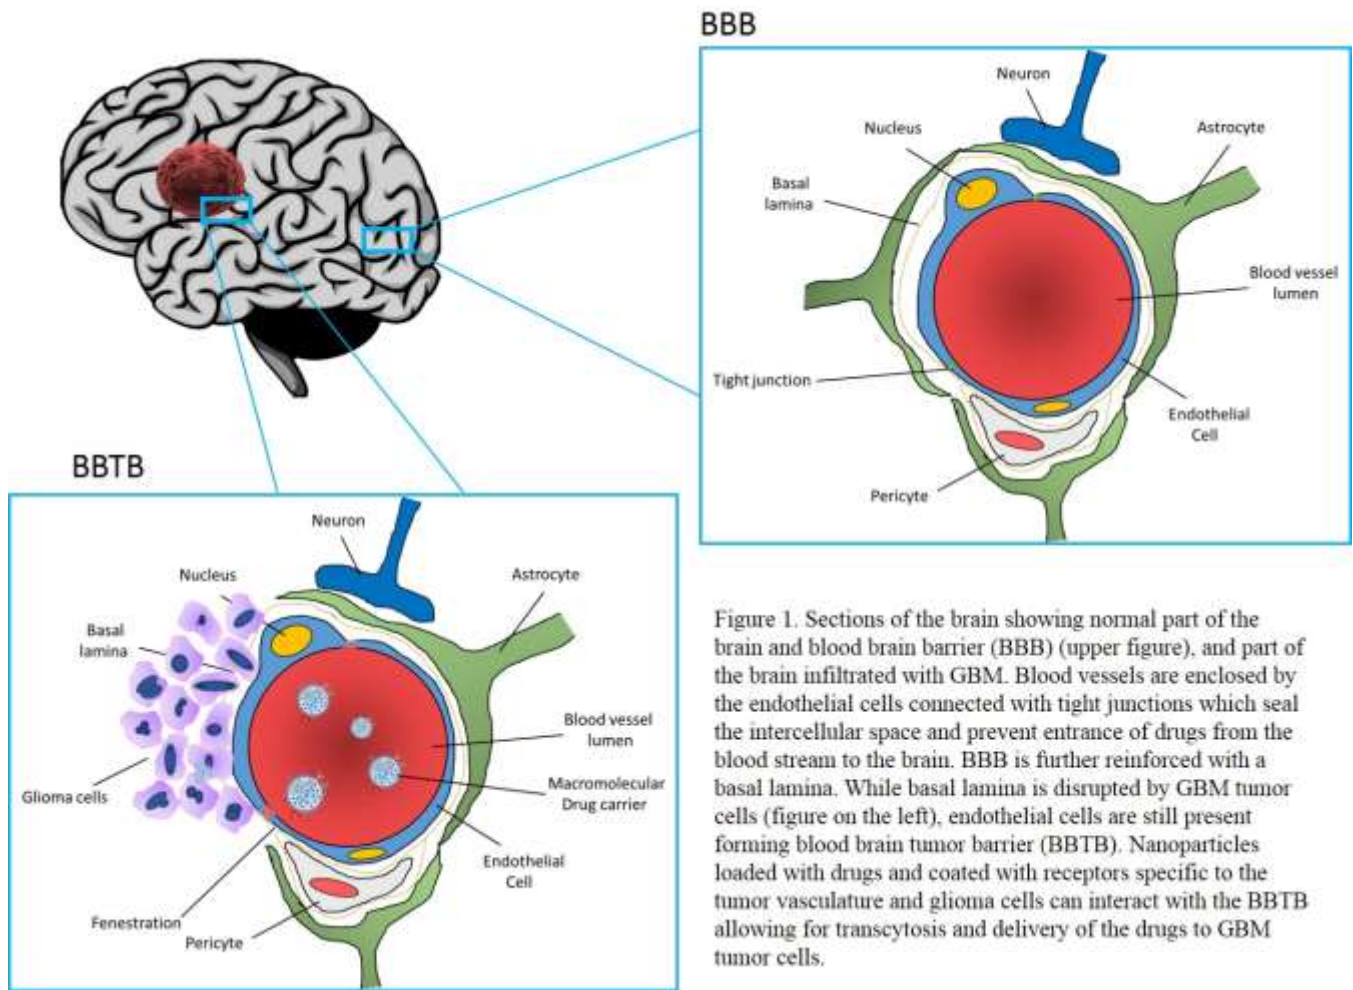 BBB
Neuron
Nucleus
Astrocyte
Basal
lamina
Blood vessel
lumen
Tight junction
Endothelial
Cell
Pericyte
BBTB
Neuron
Nucleus
Astrocyte
Basal
lamina
Blood vessel
lumen
Glioma cells
Macromolecular
Drug carrier
Endothelial
Cell
Fenestration
Pericyte
Figure 1. Sections of the brain showing normal part of the
brain and blood brain barrier (BBB) (upper figure), and part of
the brain infiltrated with GBM. Blood vessels are enclosed by
the endothelial cells connected with tight junctions which seal
the intercellular space and prevent entrance of drugs from the
blood stream to the brain. BBB is further reinforced with a
basal lamina. While basal lamina is disrupted by GBM tumor
cells (figure on the left), endothelial cells are still present
forming blood brain tumor barrier (BBTB). Nanoparticles
loaded with drugs and coated with receptors specific to the
tumor vasculature and glioma cells can interact with the BBTB
allowing for transcytosis and delivery of the drugs to GBM
tumor cells.